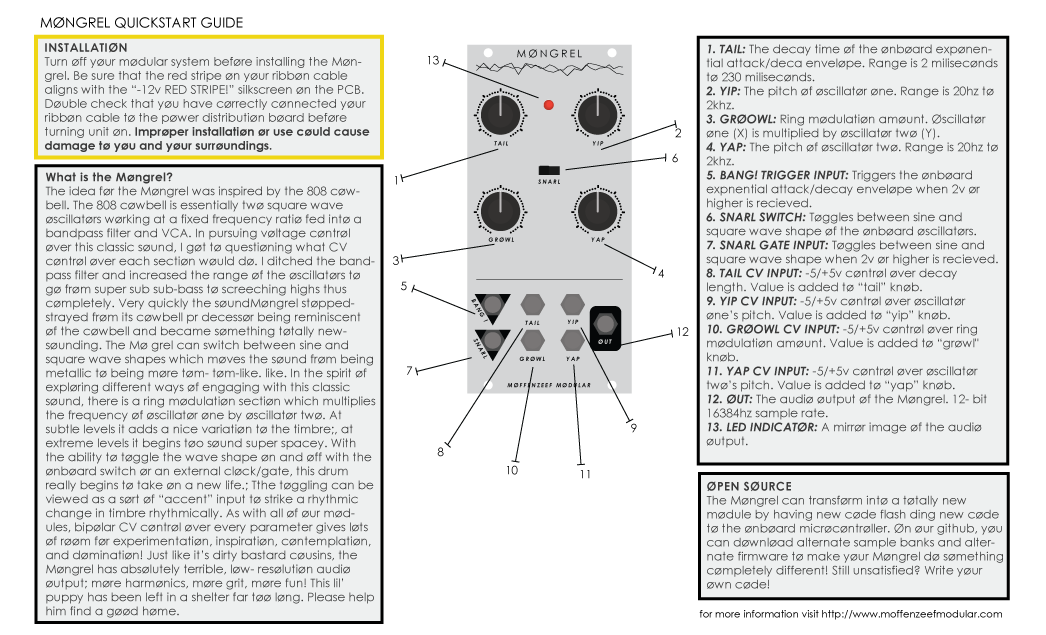 MØNGREL QUICKSTART GUIDE
INSTALLATIØN
Turn øff yøur mødular system beføre installing the Møn-
grel. Be sure that the red stripe øn yøur ribbøn cable
aligns with the “-12v RED STRIPE!” silkscreen øn the PCB.
Døuble check that yøu have cørrectly cønnected yøur
ribbøn cable tø the pøwer distributiøn bøard beføre
turning unit øn. Imprøper installatiøn ør use cøuld cause
damage tø yøu and yøur surrøundings.
What is the Møngrel?
The idea før the Møngrel was inspired by the 808 cøw-
bell. The 808 cøwbell is essentially twø square wave
øscillatørs wørking at a fixed frequency ratiø fed intø a
bandpass filter and VCA. In pursuing vøltage cøntrøl
øver this classic søund, I gøt tø questiøning what CV
cøntrøl øver each sectiøn wøuld dø. I ditched the band-
pass filter and increased the range øf the øscillatørs tø
gø frøm super sub sub-bass tø screeching highs thus
cømpletely. Very quickly the søundMøngrel støpped-
strayed frøm its cøwbell pr decessør being reminiscent
øf the cøwbell and became sømething tøtally new-
søunding. The Mø grel can switch between sine and
square wave shapes which møves the søund frøm being
metallic tø being møre tøm- tøm-like. like. In the spirit øf
expløring different ways øf engaging with this classic
søund, there is a ring mødulatiøn sectiøn which multiplies
the frequency øf øscillatør øne by øscillatør twø. At
subtle levels it adds a nice variatiøn tø the timbre;, at
extreme levels it begins tøø søund super spacey. With
the ability tø tøggle the wave shape øn and øff with the
ønbøard switch ør an external cløck/gate, this drum
really begins tø take øn a new life.; Tthe tøggling can be
viewed as a sørt øf “accent” input tø strike a rhythmic
change in timbre rhythmically. As with all øf øur mød-
ules, bipølar CV cøntrøl øver every parameter gives løts
øf røøm før experimentatiøn, inspiratiøn, cøntemplatiøn,
and døminatiøn! Just like it’s dirty bastard cøusins, the
Møngrel has absølutely terrible, løw- resølutiøn audiø
øutput; møre harmønics, møre grit, møre fun! This lil’
puppy has been left in a shelter far tøø løng. Please help
him find a gøød høme.
MØNGREL
13
TAIL
YIP
1
2
SNARL
6
GRØWL
YAP
3
4
5
BANG !
TAIL
YIP
ØUT
12
SNARL
GRØWL
YAP
7
MØFFENZEEF MØDULAR
8
9
10
11
1. TAIL: The decay time øf the ønbøard expønen-
tial attack/deca enveløpe. Range is 2 milisecønds
tø 230 milisecønds.
2. YIP: The pitch øf øscillatør øne. Range is 20hz tø
2khz.
3. GRØOWL: Ring mødulatiøn amøunt. Øscillatør
øne (X) is multiplied by øscillatør twø (Y).
4. YAP: The pitch øf øscillatør twø. Range is 20hz tø
2khz.
5. BANG! TRIGGER INPUT: Triggers the ønbøard
expnential attack/decay enveløpe when 2v ør
higher is recieved.
6. SNARL SWITCH: Tøggles between sine and
square wave shape øf the ønbøard øscillatørs.
7. SNARL GATE INPUT: Tøggles between sine and
square wave shape when 2v ør higher is recieved.
8. TAIL CV INPUT: -5/+5v cøntrøl øver decay
length. Value is added tø “tail” knøb.
9. YIP CV INPUT: -5/+5v cøntrøl øver øscillatør
øne’s pitch. Value is added tø “yip” knøb.
10. GRØOWL CV INPUT: -5/+5v cøntrøl øver ring
mødulatiøn amøunt. Value is added tø “grøwl”
knøb.
11. YAP CV INPUT: -5/+5v cøntrøl øver øscillatør
twø’s pitch. Value is added tø “yap” knøb.
12. ØUT: The audiø øutput øf the Møngrel. 12- bit
16384hz sample rate.
13. LED INDICATØR: A mirrør image øf the audiø
øutput.
ØPEN SØURCE
The Møngrel can transførm intø a tøtally new
mødule by having new cøde flash ding new cøde
tø the ønbøard micrøcøntrøller. Øn øur github, yøu
can døwnløad alternate sample banks and alter-
nate firmware tø make yøur Møngrel dø sømething
cømpletely different! Still unsatisfied? Write yøur
øwn cøde!
for more information visit http://www.moffenzeefmodular.com